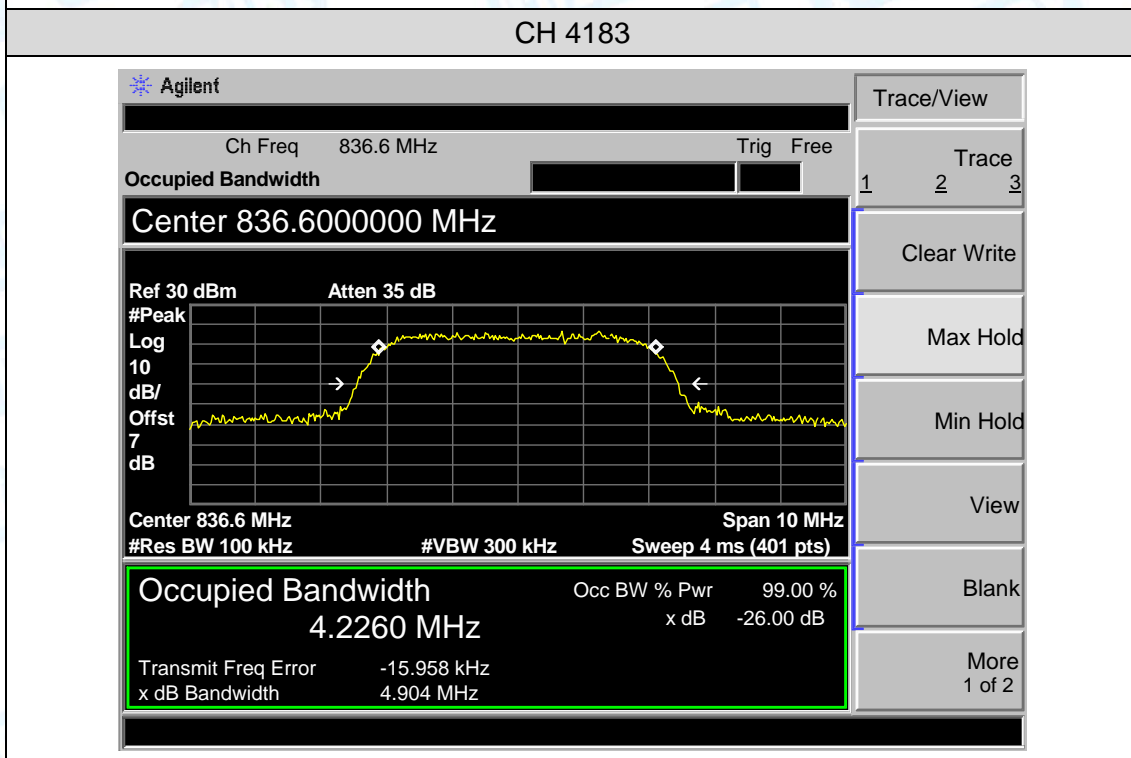 CH 4183
Agilent
Trace/View
Ch Freq 836.6 MHz Trig Free
Occupied Bandwidth
Trace
1 2 3
Center 836.6000000 MHz
Clear Write
Ref 30 dBm Atten 35 dB
#Peak
Log
10
dB/
Offst
7
dB
Max Hold
Min Hold
View
Center 836.6 MHz Span 10 MHz
#Res BW 100 kHz #VBW 300 kHz Sweep 4 ms (401 pts)
Occupied Bandwidth Occ BW % Pwr 99.00 %
4.2260 MHz x dB -26.00 dB
Blank
Transmit Freq Error -15.958 kHz
x dB Bandwidth 4.904 MHz
More
1 of 2